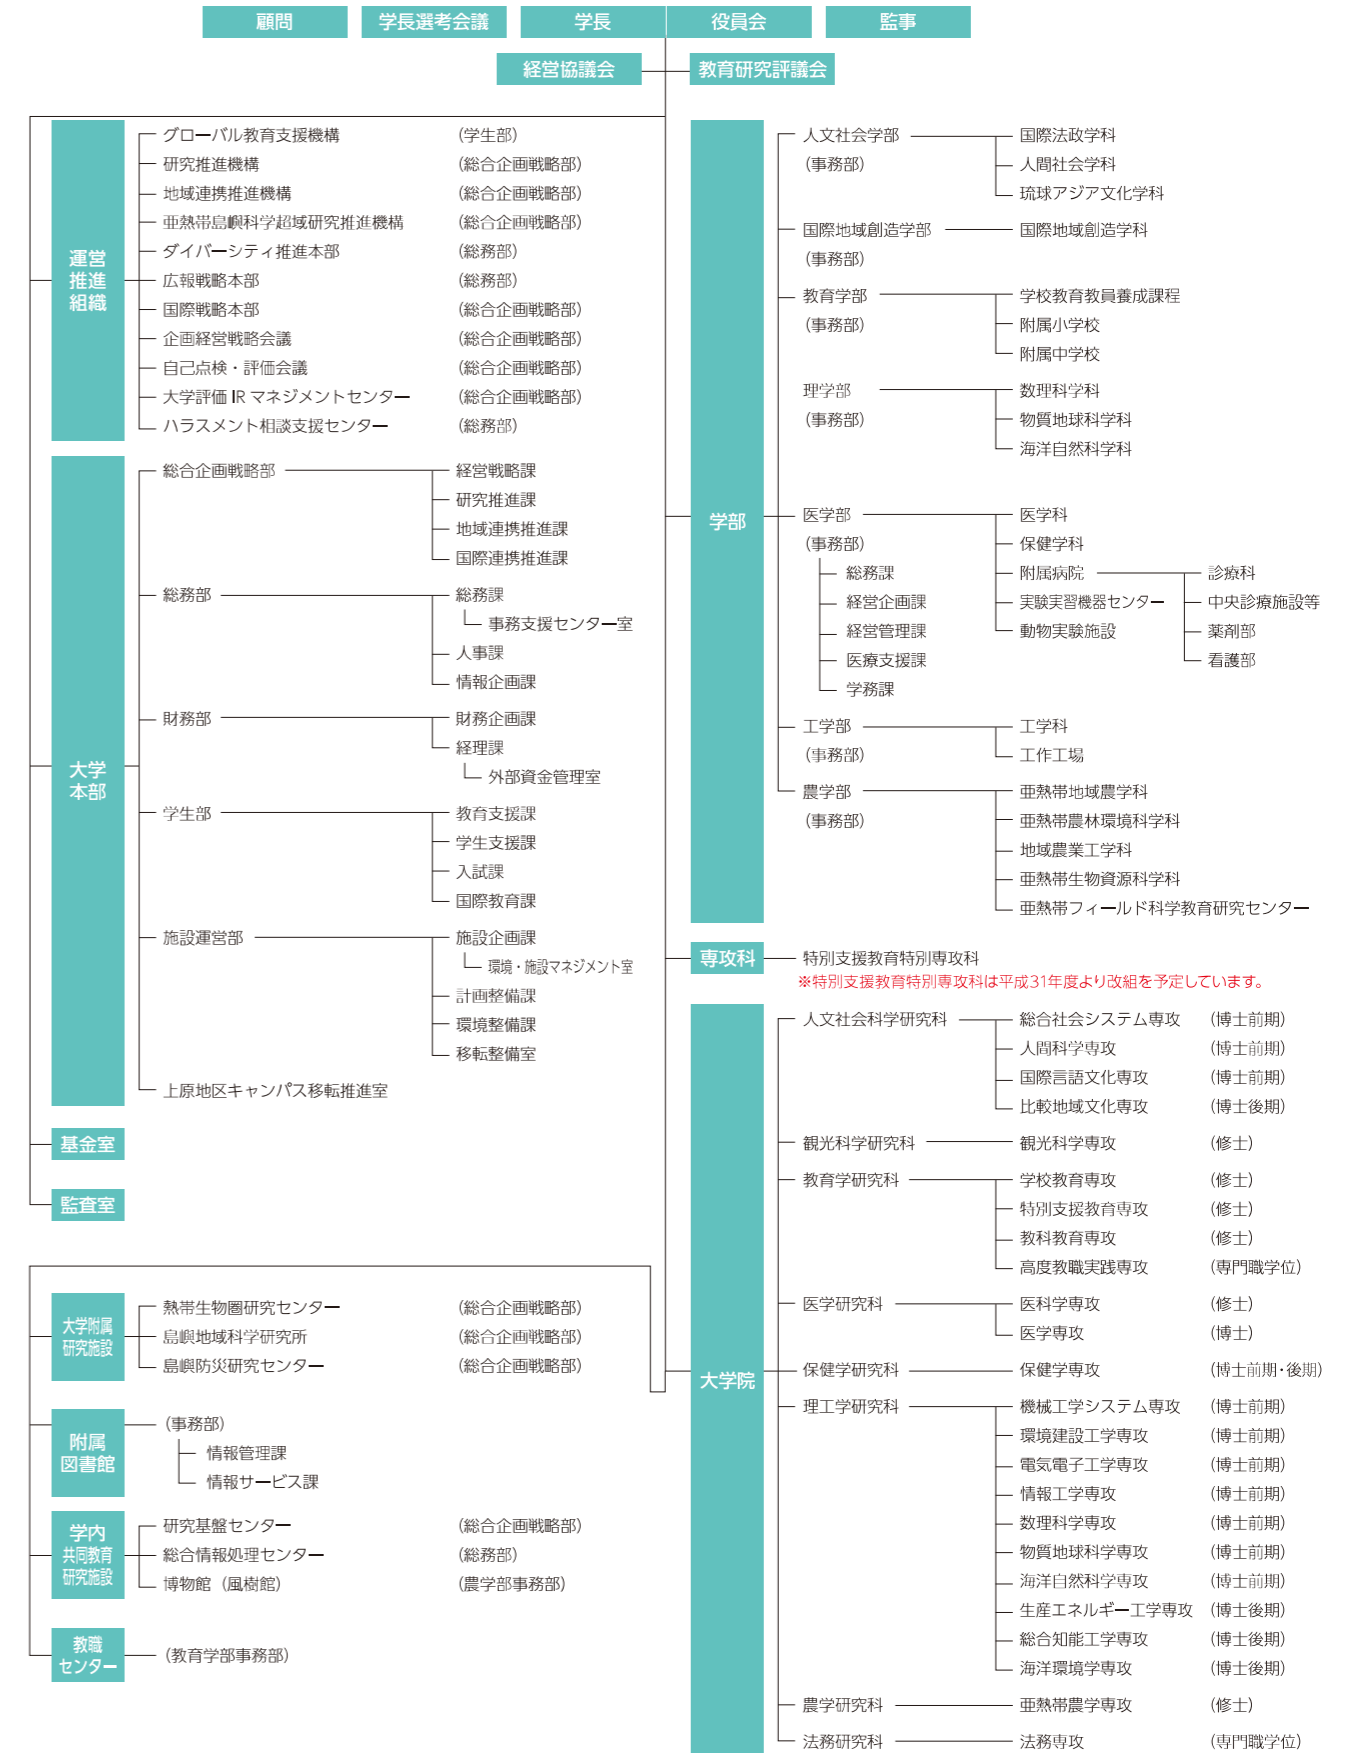 顧問
学長選考会議
学長
役員会
監事
経営協議会
教育研究評議会
運営
推進
組織
グローバル教育支援機構 (学生部)
研究推進機構 (総合企画戦略部)
地域連携推進機構 (総合企画戦略部)
亜熱帯島嶼科学超域研究推進機構 (総合企画戦略部)
ダイバーシティ推進本部 (総務部)
広報戦略本部 (総務部)
国際戦略本部 (総合企画戦略部)
企画経営戦略会議 (総合企画戦略部)
自己点検・評価会議 (総合企画戦略部)
大学評価 IR マネジメントセンター (総合企画戦略部)
ハラスメント相談支援センター (総務部)
大学
本部
総合企画戦略部
経営戦略課
研究推進課
地域連携推進課
国際連携推進課
総務部
総務課
事務支援センター室
人事課
情報企画課
財務部
財務企画課
経理課
外部資金管理室
学生部
教育支援課
学生支援課
入試課
国際教育課
施設運営部
施設企画課
環境・施設マネジメント室
計画整備課
環境整備課
移転整備室
上原地区キャンパス移転推進室
基金室
監査室
大学附属
研究施設
熱帯生物圏研究センター (総合企画戦略部)
島嶼地域科学研究所 (総合企画戦略部)
島嶼防災研究センター (総合企画戦略部)
附属
図書館
(事務部)
情報管理課
情報サービス課
学内
共同教育
研究施設
研究基盤センター (総合企画戦略部)
総合情報処理センター (総務部)
博物館（風樹館） (農学部事務部)
教職
センター
(教育学部事務部)
学部
人文社会学部
(事務部)
国際法政学科
人間社会学科
琉球アジア文化学科
国際地域創造学部
(事務部)
国際地域創造学科
教育学部
(事務部)
学校教育教員養成課程
附属小学校
附属中学校
理学部
(事務部)
数理科学科
物質地球科学科
海洋自然科学科
医学部
(事務部)
総務課
経営企画課
経営管理課
医療支援課
学務課
医学科
保健学科
附属病院
実験実習機器センター
動物実験施設
診療科
中央診療施設等
薬剤部
看護部
工学部
(事務部)
工学科
工作工場
農学部
(事務部)
亜熱帯地域農学科
亜熱帯農林環境科学科
地域農業工学科
亜熱帯生物資源科学科
亜熱帯フィールド科学教育研究センター
専攻科
特別支援教育特別専攻科
※特別支援教育特別専攻科は平成31年度より改組を予定しています。
大学院
人文社会科学研究科
総合社会システム専攻 (博士前期)
人間科学専攻 (博士前期)
国際言語文化専攻 (博士前期)
比較地域文化専攻 (博士後期)
観光科学研究科
観光科学専攻 (修士)
教育学研究科
学校教育専攻 (修士)
特別支援教育専攻 (修士)
教科教育専攻 (修士)
高度教職実践専攻 (専門職学位)
医学研究科
医科学専攻 (修士)
医学専攻 (博士)
保健学研究科
保健学専攻 (博士前期・後期)
理工学研究科
機械工学システム専攻 (博士前期)
環境建設工学専攻 (博士前期)
電気電子工学専攻 (博士前期)
情報工学専攻 (博士前期)
数理科学専攻 (博士前期)
物質地球科学専攻 (博士前期)
海洋自然科学専攻 (博士前期)
生産エネルギー工学専攻 (博士後期)
総合知能工学専攻 (博士後期)
海洋環境学専攻 (博士後期)
農学研究科
亜熱帯農学専攻 (修士)
法務研究科
法務専攻 (専門職学位)